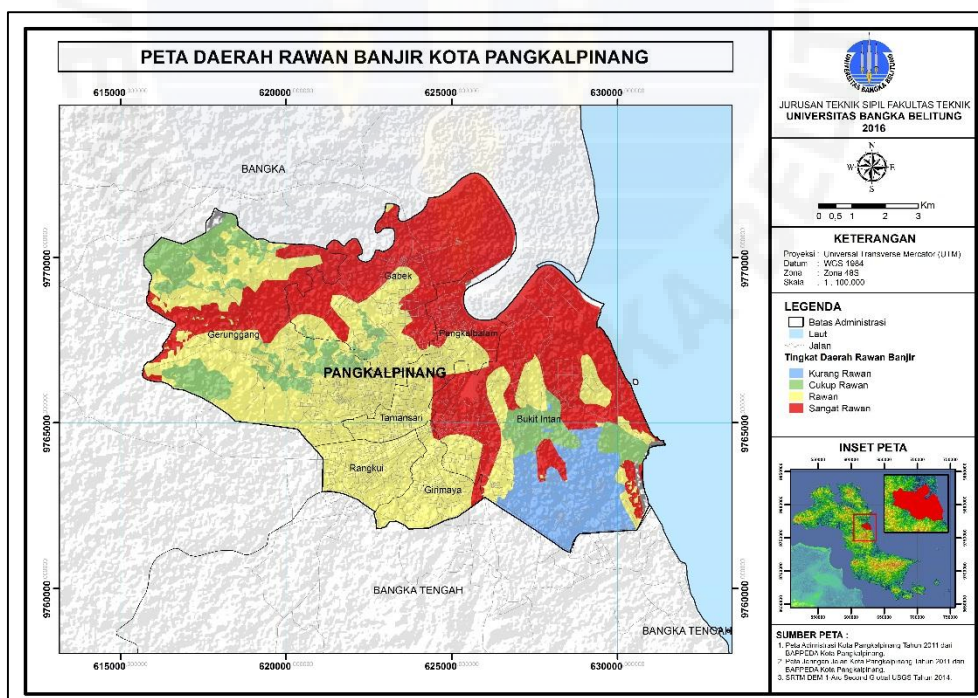 PETA DAERAH RAWAN BANJIR KOTA PANGKALPINANG
UNIVERSITAS BANGKA BELITUNG
JURUSAN TEKNIK SIPIL FAKULTAS TEKNIK
UNIVERSITAS BANGKA BELITUNG
2016
N
W E
S
Km
0 0,5 1 2 3
KETERANGAN
Proyeksi : Universal Transverse Mercator (UTM)
Datum : WGS 1984
Zona : Zona 48S
Skala : 1 : 100.000
LEGENDA
Batas Administrasi
Laut
Jalan
Tingkat Daerah Rawan Banjir
Kurang Rawan
Cukup Rawan
Rawan
Sangat Rawan
INSET PETA
SUMBER PETA :
1. Peta Administrasi Kota Pangkalpinang Tahun 2011 dari
BAPPEDA Kota Pangkalpinang.
2. Peta Jaringan Jalan Kota Pangkalpinang Tahun 2011 dari
BAPPEDA Kota Pangkalpinang.
3. SRTM DEM 1 Arc Second Global USGS Tahun 2014.
615000 620000 625000 630000
9770000 9770000
9765000 9765000
9760000 9760000
615000 620000 625000 630000
BANGKA
Gabek
Gerunggang
Pangkalbalam
PANGKALPINANG
Tamansari
Bukit Intan
Rangkui
Girimaya
BANGKA TENGAH
BANGKA TENGAH